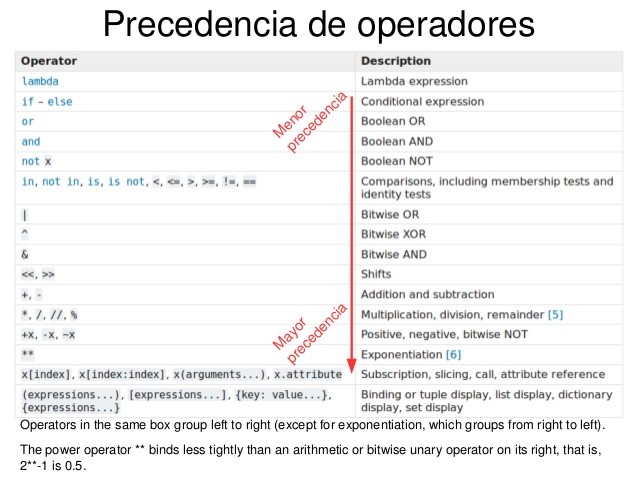 Precedencia de operadores
Operator Description
lambda Lambda expression
if – else Conditional expression
or Boolean OR
and Boolean AND
not x Boolean NOT
in, not in, is, is not, <, <=, >, >=, !=, == Comparisons, including membership tests and
identity tests
| Bitwise OR
^ Bitwise XOR
& Bitwise AND
<<, >> Shifts
+, - Addition and subtraction
*, /, //, % Multiplication, division, remainder [5]
+x, -x, ~x Positive, negative, bitwise NOT
** Exponentiation [6]
x[index], x[index:index], x(arguments...), x.attribute Subscription, slicing, call, attribute reference
(expressions...), [expressions...], {key: value...}, Binding or tuple display, list display, dictionary
{expressions...} display, set display
Menor
precedencia
Mayor
precedencia
Operators in the same box group left to right (except for exponentiation, which groups from right to left).
The power operator ** binds less tightly than an arithmetic or bitwise unary operator on its right, that is,
2**-1 is 0.5.